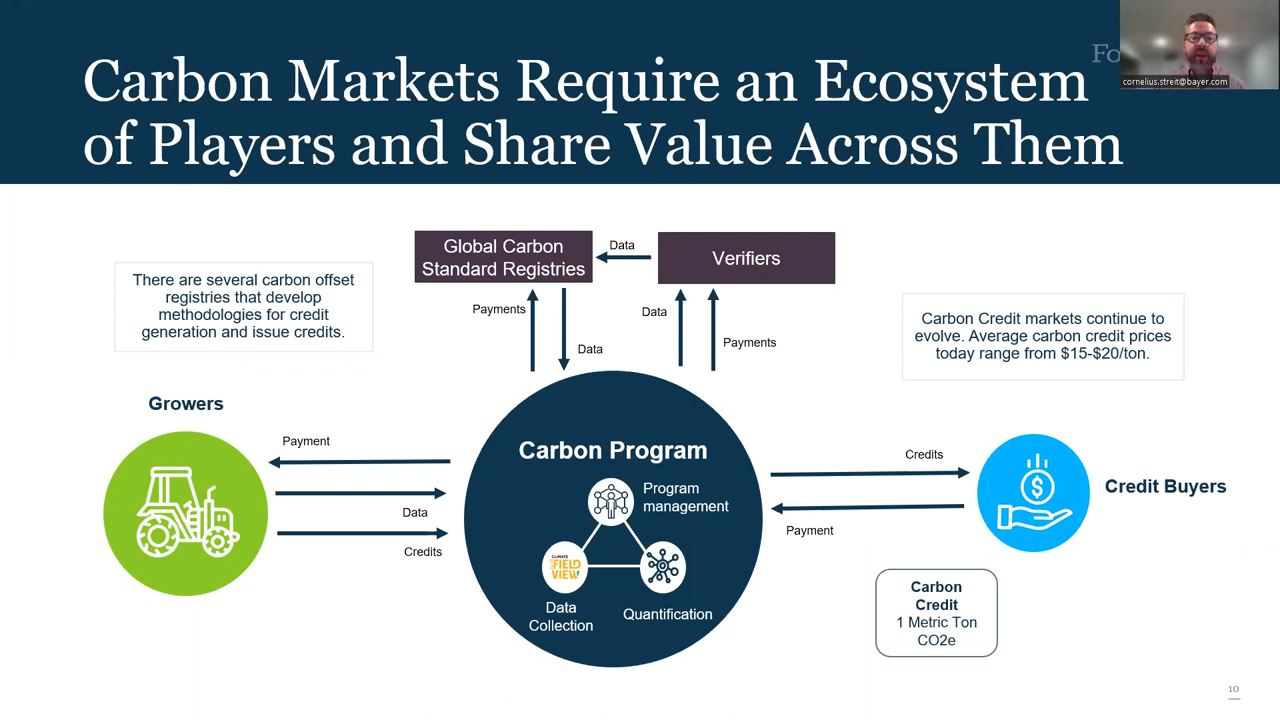 Carbon Markets Require an Ecosystem
of Players and Share Value Across Them
Fo
cornelius.streit@bayer.com
Global Carbon
Standard Registries
Data
Verifiers
There are several carbon offset
registries that develop
methodologies for credit
generation and issue credits.
Payments
Data
Data
Payments
Carbon Credit markets continue to
evolve. Average carbon credit prices
today range from $15-$20/ton.
Growers
Payment
Data
Credits
Carbon Program
Program
management
CLIMATE
FIELD
VIEW
Data
Collection
Quantification
Credits
Payment
$
Credit Buyers
Carbon
Credit
1 Metric Ton
CO2e
10